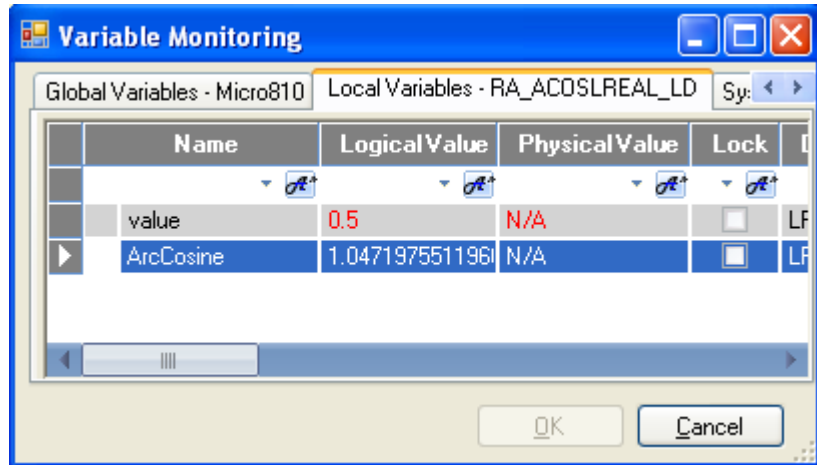 Variable Monitoring
Global Variables - Micro810 Local Variables - RA_ACOSLREAL_LD Sy:
Name Logical Value Physical Value Lock
value 0.5 N/A
ArcCosine 1.047197551196 N/A
OK Cancel